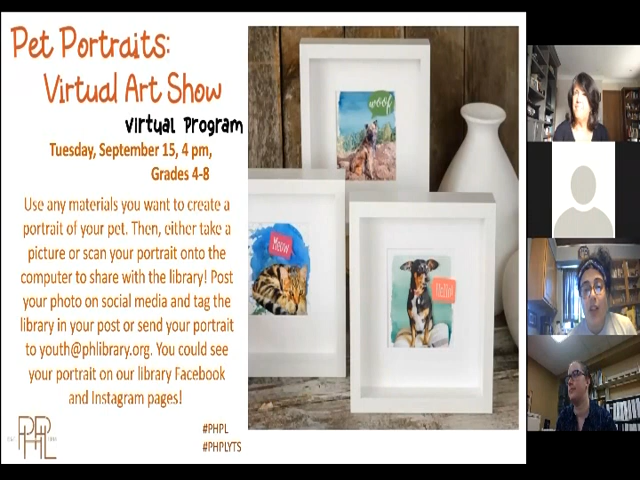 Pet Portraits:
Virtual Art Show
Virtual Program
Tuesday, September 15, 4 pm,
Grades 4-8
Use any materials you want to create a
portrait of your pet. Then, either take a
picture or scan your portrait onto the
computer to share with the library! Post
your photo on social media and tag the
library in your post or send your portrait
to youth@phlibrary.org. You could see
your portrait on our library Facebook
and Instagram pages!
#PHPL
#PHPLYTS
PHPL
woof
Meow
Hello!